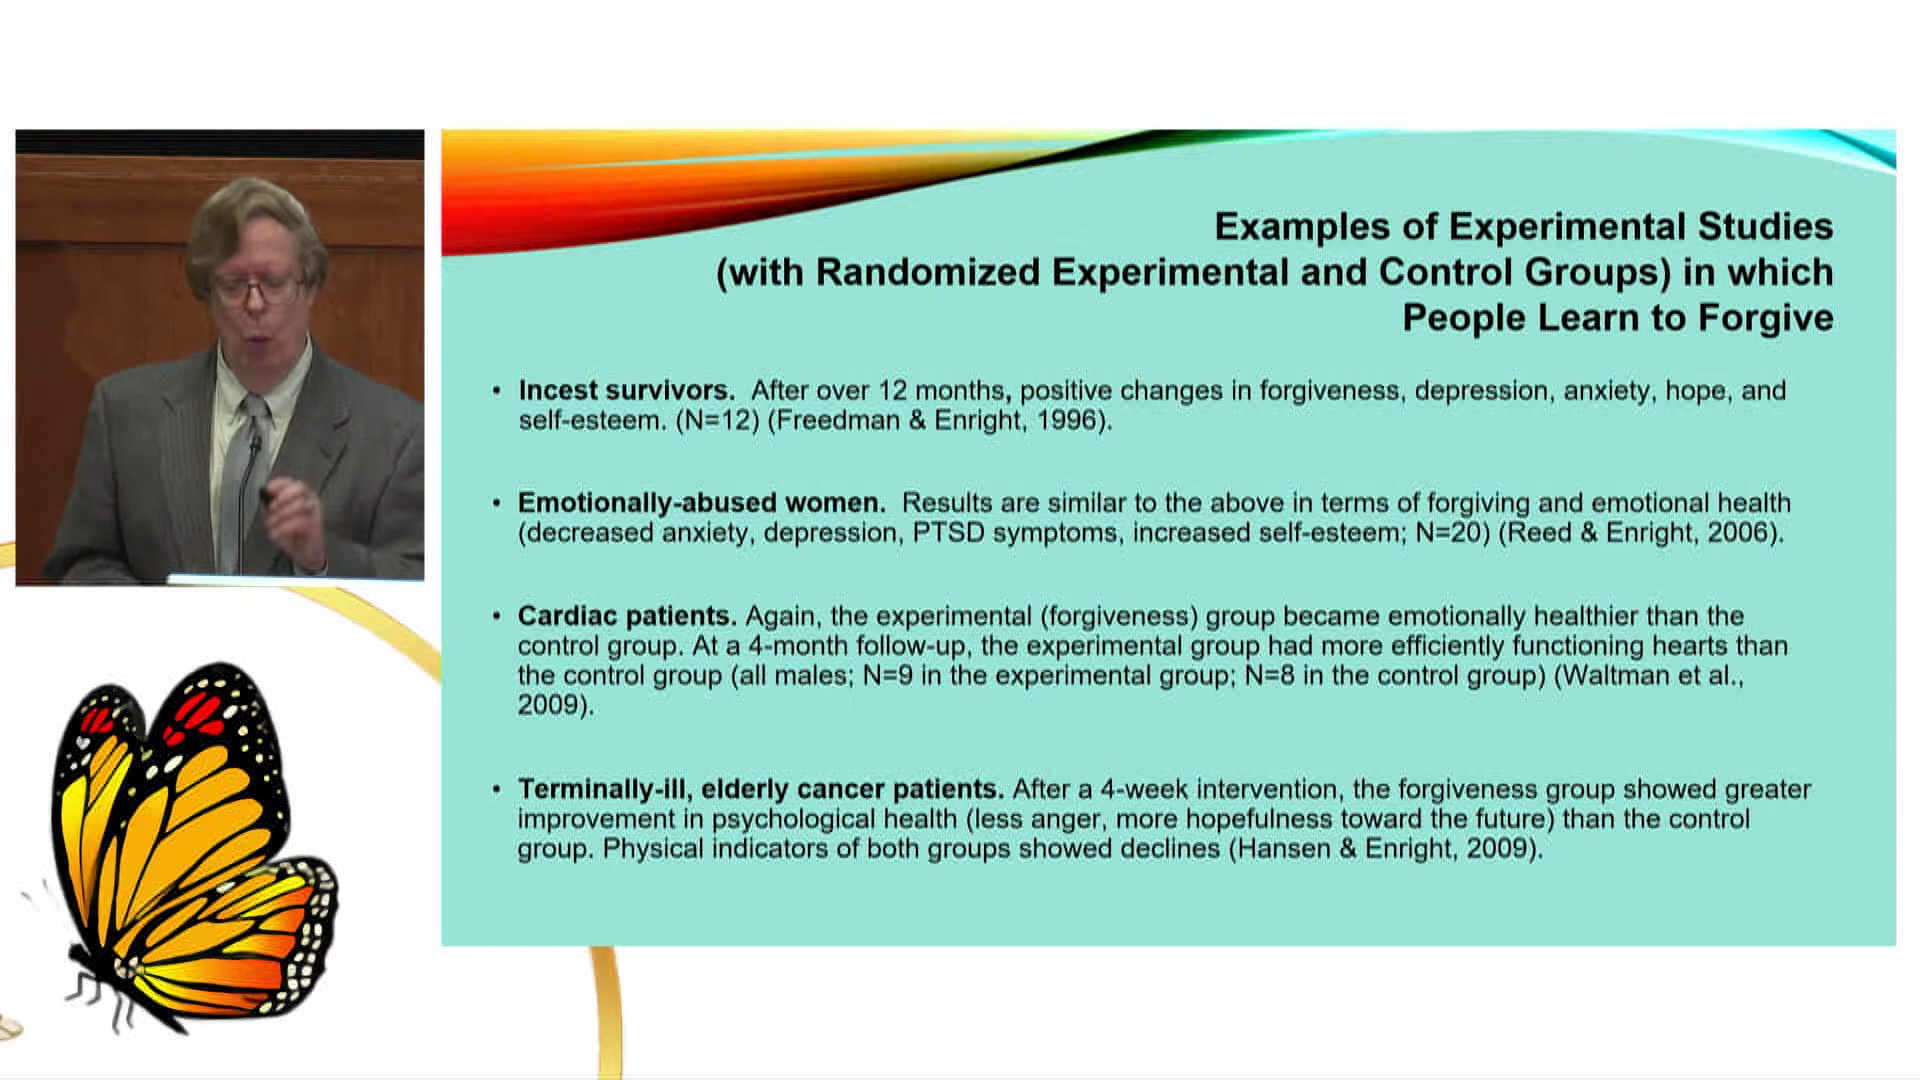 Examples of Experimental Studies
(with Randomized Experimental and Control Groups) in which
People Learn to Forgive
• Incest survivors.  After over 12 months, positive changes in forgiveness, depression, anxiety, hope, and
self-esteem. (N=12) (Freedman & Enright, 1996).
• Emotionally-abused women.  Results are similar to the above in terms of forgiving and emotional health
(decreased anxiety, depression, PTSD symptoms, increased self-esteem; N=20) (Reed & Enright, 2006).
• Cardiac patients. Again, the experimental (forgiveness) group became emotionally healthier than the
control group. At a 4-month follow-up, the experimental group had more efficiently functioning hearts than
the control group (all males; N=9 in the experimental group; N=8 in the control group) (Waltman et al.,
2009).
• Terminally-ill, elderly cancer patients. After a 4-week intervention, the forgiveness group showed greater
improvement in psychological health (less anger, more hopefulness toward the future) than the control
group. Physical indicators of both groups showed declines (Hansen & Enright, 2009).